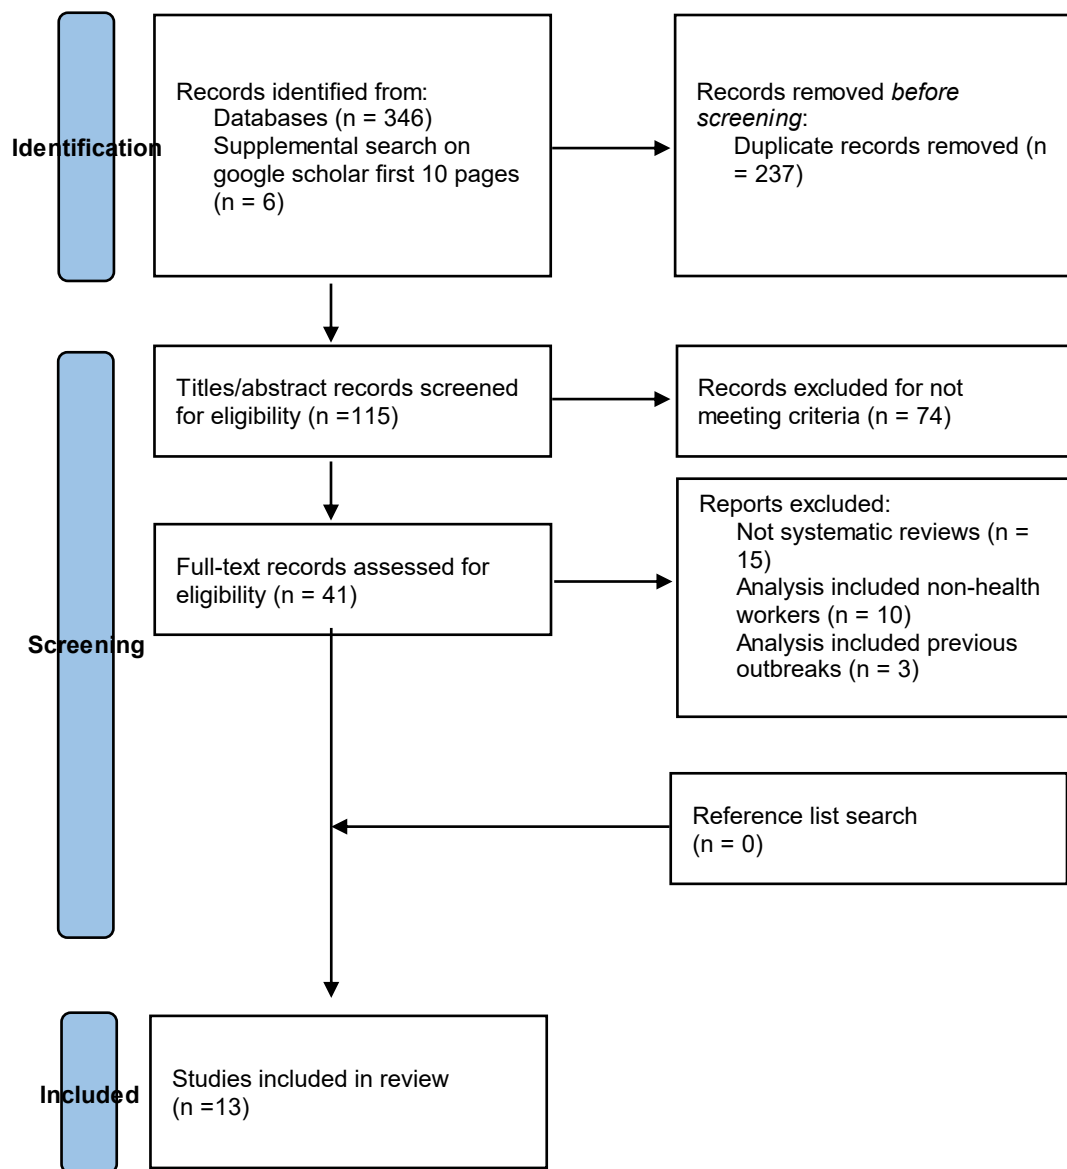 Identification
Records identified from:
Databases (n = 346)
Supplemental search on
google scholar first 10 pages
(n = 6)
Records removed before
screening:
Duplicate records removed (n
= 237)
Screening
Titles/abstract records screened
for eligibility (n =115)
Records excluded for not
meeting criteria (n = 74)
Full-text records assessed for
eligibility (n = 41)
Reports excluded:
Not systematic reviews (n =
15)
Analysis included non-health
workers (n = 10)
Analysis included previous
outbreaks (n = 3)
Reference list search
(n = 0)
Included
Studies included in review
(n =13)